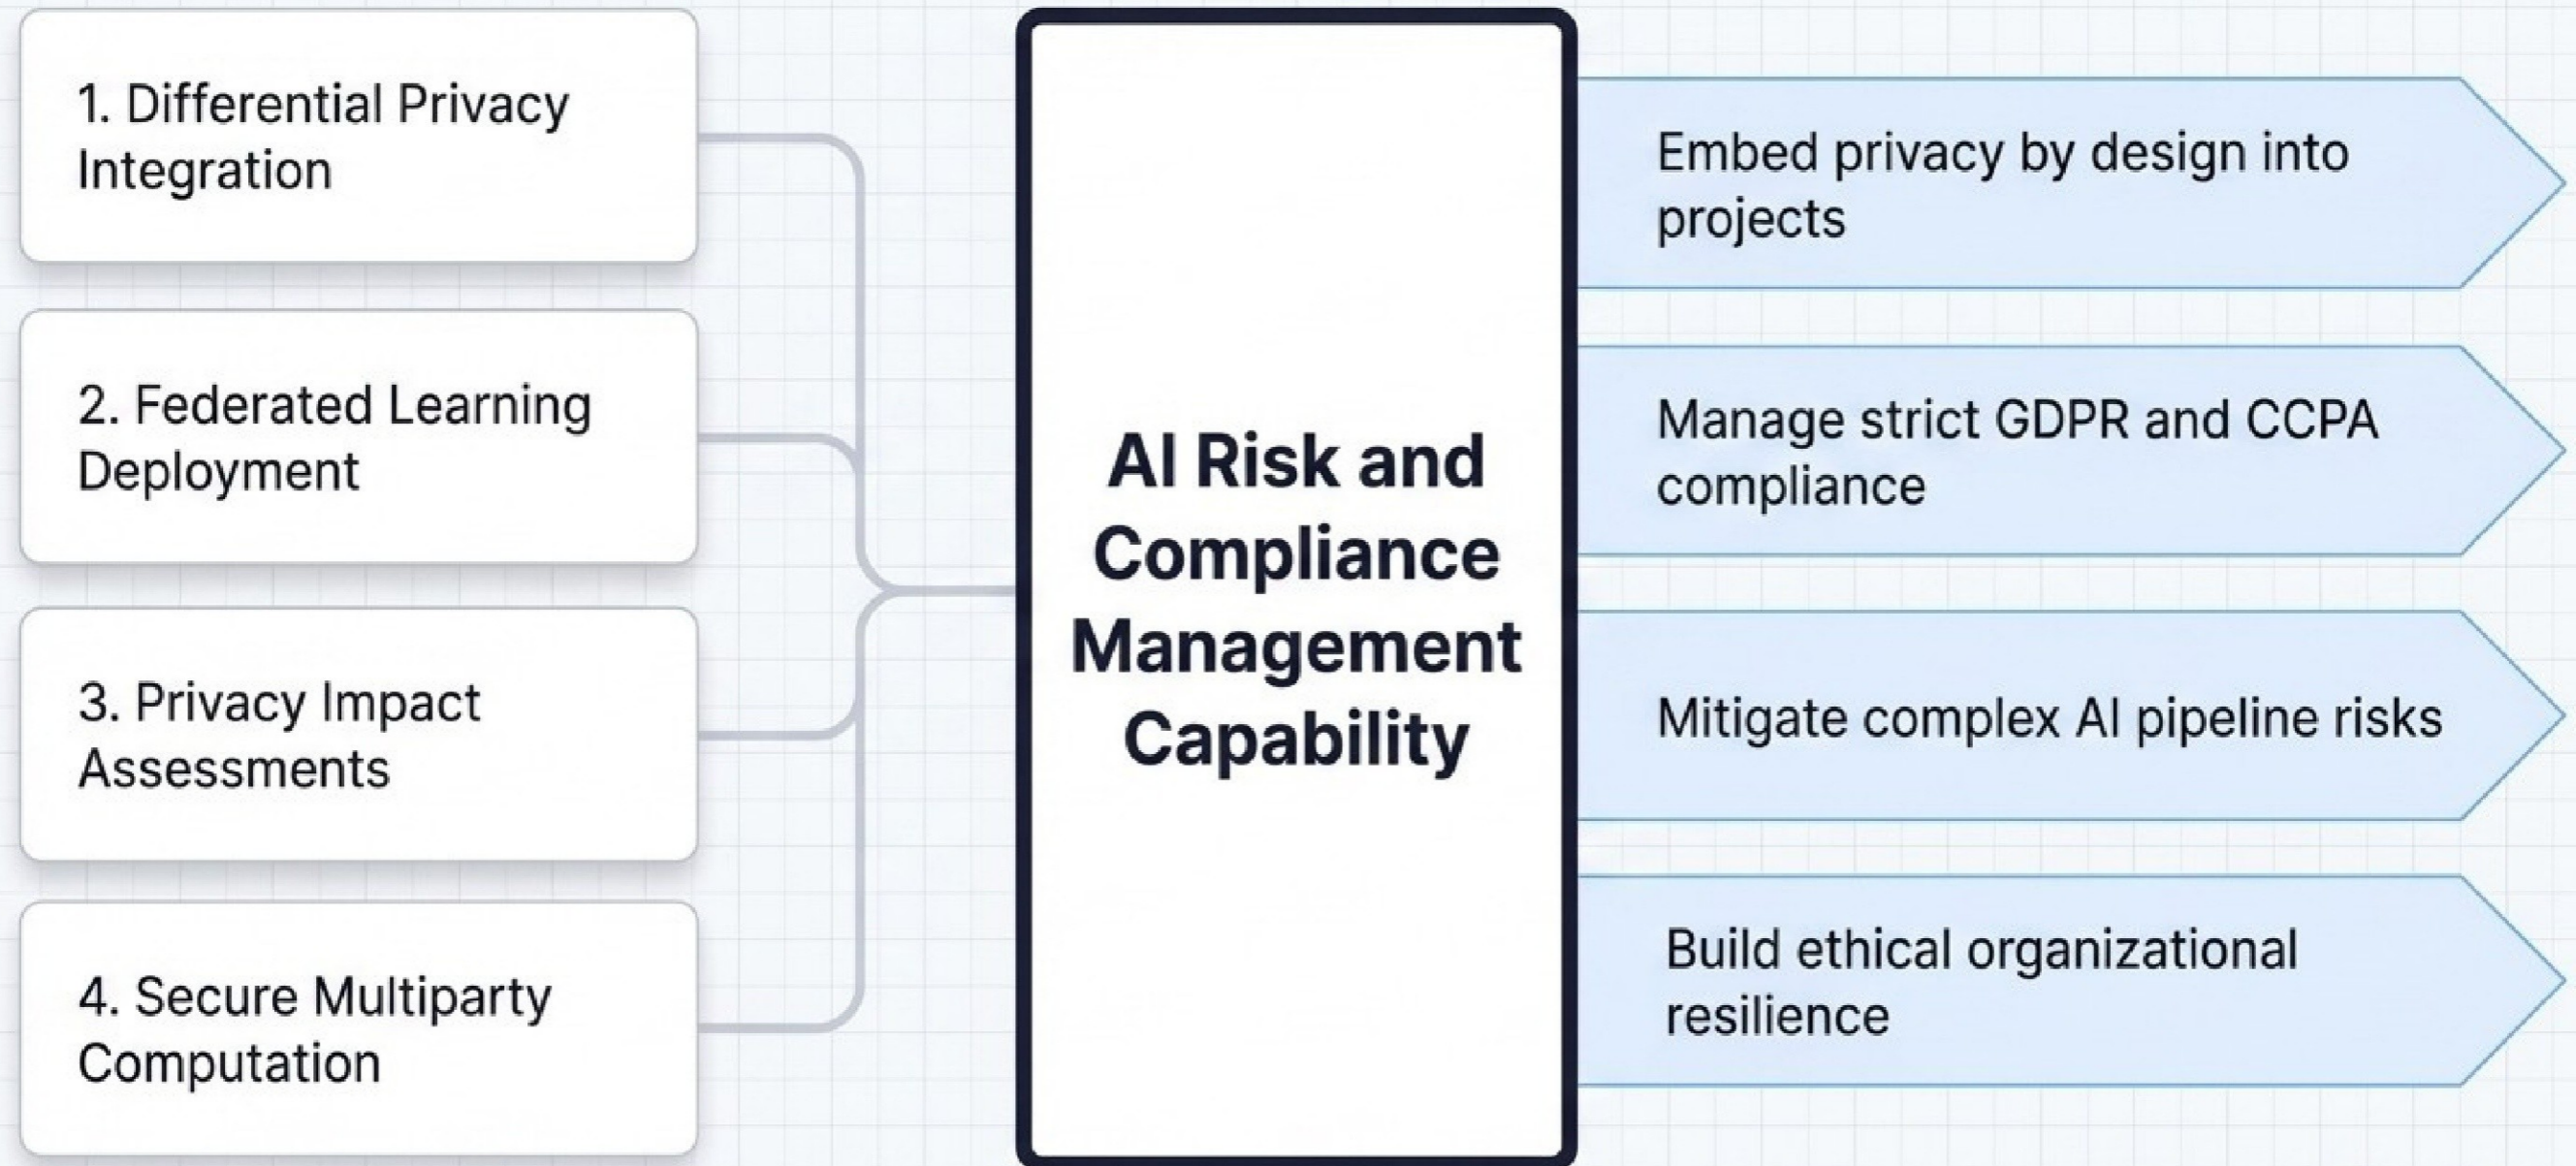 1. Differential Privacy
Integration
2. Federated Learning
Deployment
3. Privacy Impact
Assessments
4. Secure Multiparty
Computation
AI Risk and
Compliance
Management
Capability
Embed privacy by design into
projects
Manage strict GDPR and CCPA
compliance
Mitigate complex AI pipeline risks
Build ethical organizational
resilience